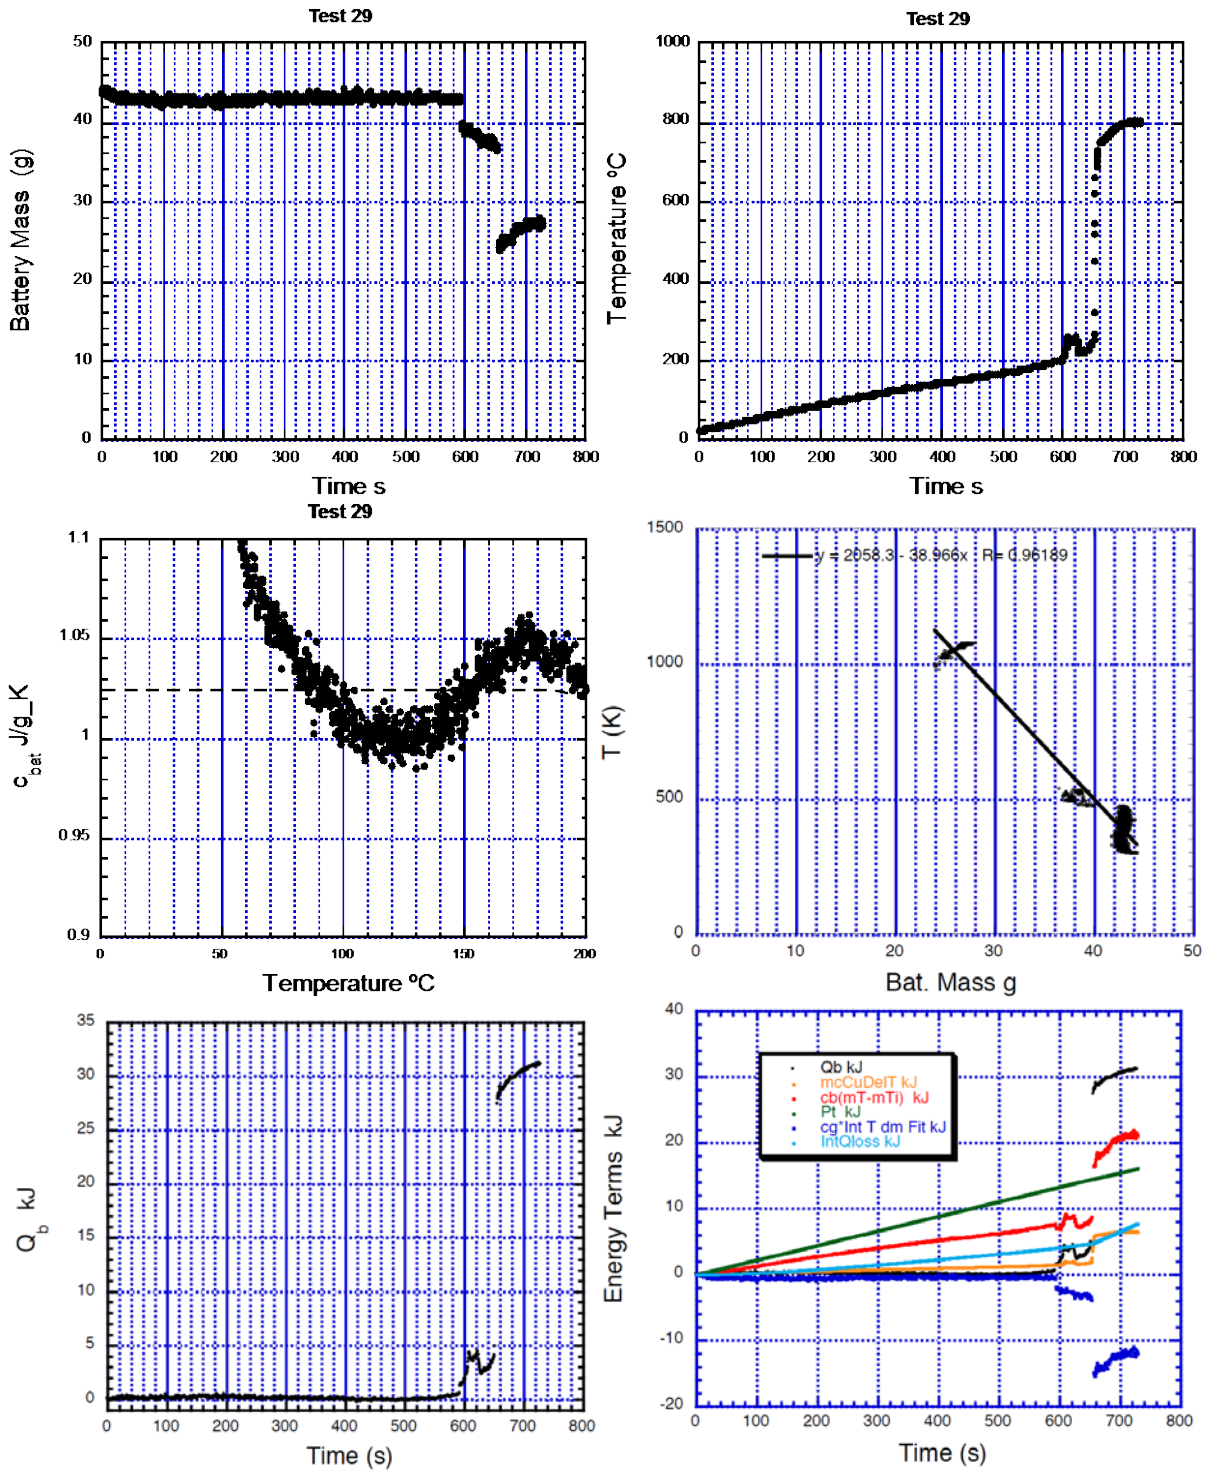 Test 29
50
40
30
20
10
0
0 100 200 300 400 500 600 700 800
Battery Mass (g)
Time s
Test 29
1000
800
600
400
200
0
0 100 200 300 400 500 600 700 800
Temperature ºC
Time s
Test 29
1.1
1.05
1
0.95
0.9
0 50 100 150 200
c_bat J/g_K
Temperature ºC
y = 2058.3 - 38.966x R= 0.96189
1500
1000
500
0
0 10 20 30 40 50
T (K)
Bat. Mass g
35
30
25
20
15
10
5
0
0 100 200 300 400 500 600 700 800
Q_b kJ
Time (s)
40
30
20
10
0
-10
-20
0 100 200 300 400 500 600 700 800
Energy Terms kJ
Time (s)
Qb kJ
mcCuDelT kJ
cb(mT-mTi) kJ
Pt kJ
cg*Int T dm Fit kJ
IntQloss kJ